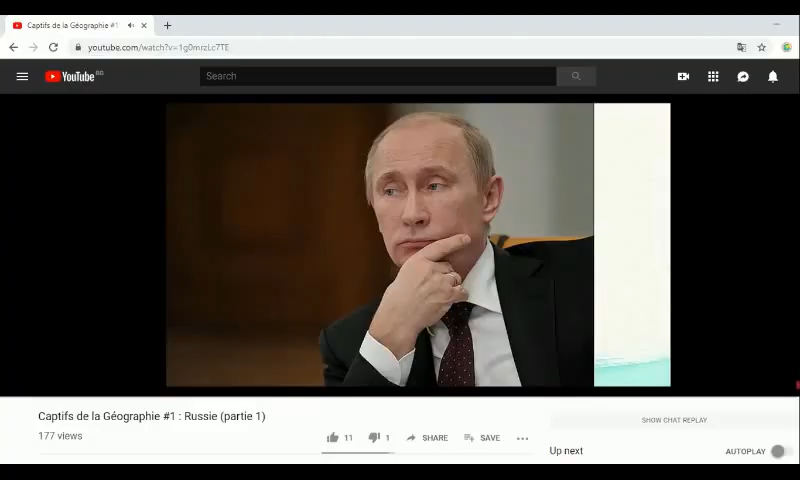 Captifs de la Géographie #1
youtube.com/watch?v=1g0mrzLc7TE
YouTube
Search
Captifs de la Géographie #1 : Russie (partie 1)
177 views
11
1
SHARE
SAVE
SHOW CHAT REPLAY
Up next
AUTOPLAY